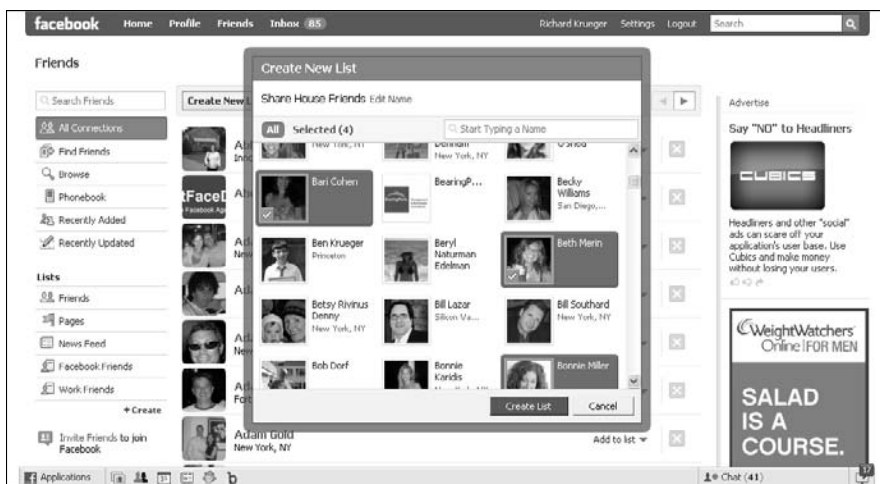 facebook Home Profile Friends Inbox 85 Richard Krueger Settings Logout Search
Friends
Search Friends
All Connections
Find Friends
Browse
Phonebook
Recently Added
Recently Updated
Lists
Friends
Pages
News Feed
Facebook Friends
Work Friends
+ Create
Invite Friends to join
Facebook
Create New
Adam Gold
New York, NY
Add to list
Create New List
Share House Friends Edit Name
All Selected (4) Start Typing a Name
New York, NY
Bari Cohen
BearingP...
Becky
Williams
San Diego,...
Ben Krueger
Princeton
Beryl
Naturman
Edelman
Beth Merin
Betsy Rivinus
Denny
New York, NY
Bill Lazar
Silicon Va...
Bill Southard
New York, NY
Bob Dorf
Bonnie
Karidis
Bonnie Miller
Create List Cancel
Advertise
Say "NO" to Headliners
CUBICS
Headliners and other "social"
ads can scare off your
application's user base. Use
Cubics and make money
without losing your users.
WeightWatchers
Online FOR MEN
SALAD
IS A
COURSE.
Applications
Chat (41)